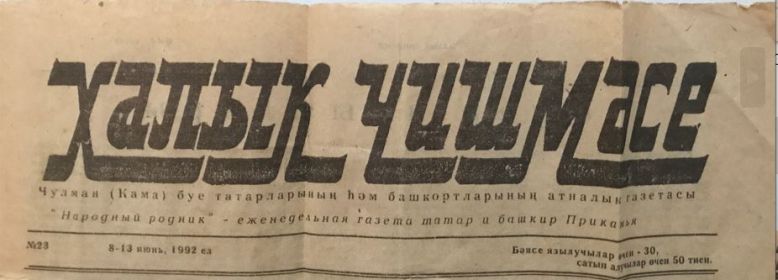 Халык чишмәсе
Чулман (Кама) буе татарларының һәм башкортларының атналык газетасы
"Народный родник" - еженедельная газета татар и башкир Прикамья
№23 8-13 июнь, 1992 ел
Бәясе язылучылар өчен - 30,
сатып алучылар өчен 50 тиен.